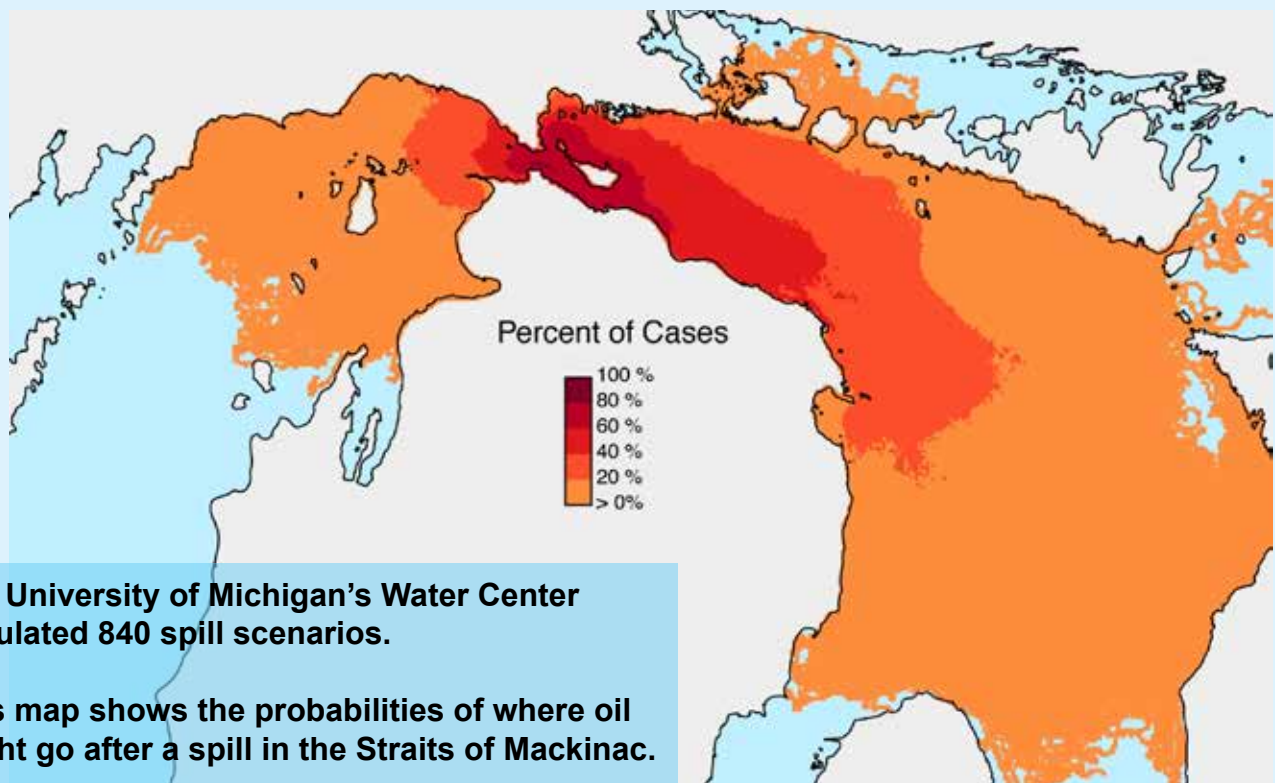 Percent of Cases
100 %
80 %
60 %
40 %
20 %
> 0%
University of Michigan's Water Center
ulated 840 spill scenarios.
s map shows the probabilities of where oil
ht go after a spill in the Straits of Mackinac.